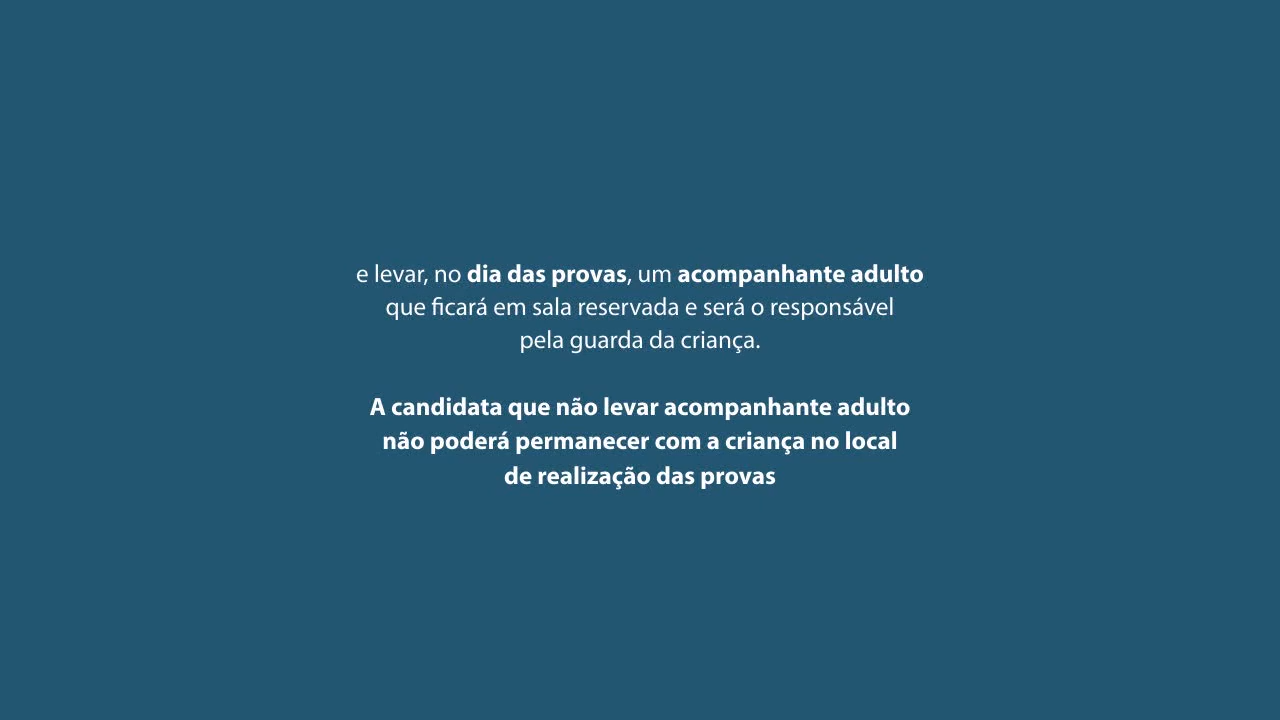 e levar, no dia das provas, um acompanhante adulto
que ficará em sala reservada e será o responsável
pela guarda da criança.
A candidata que não levar acompanhante adulto
não poderá permanecer com a criança no local
de realização das provas